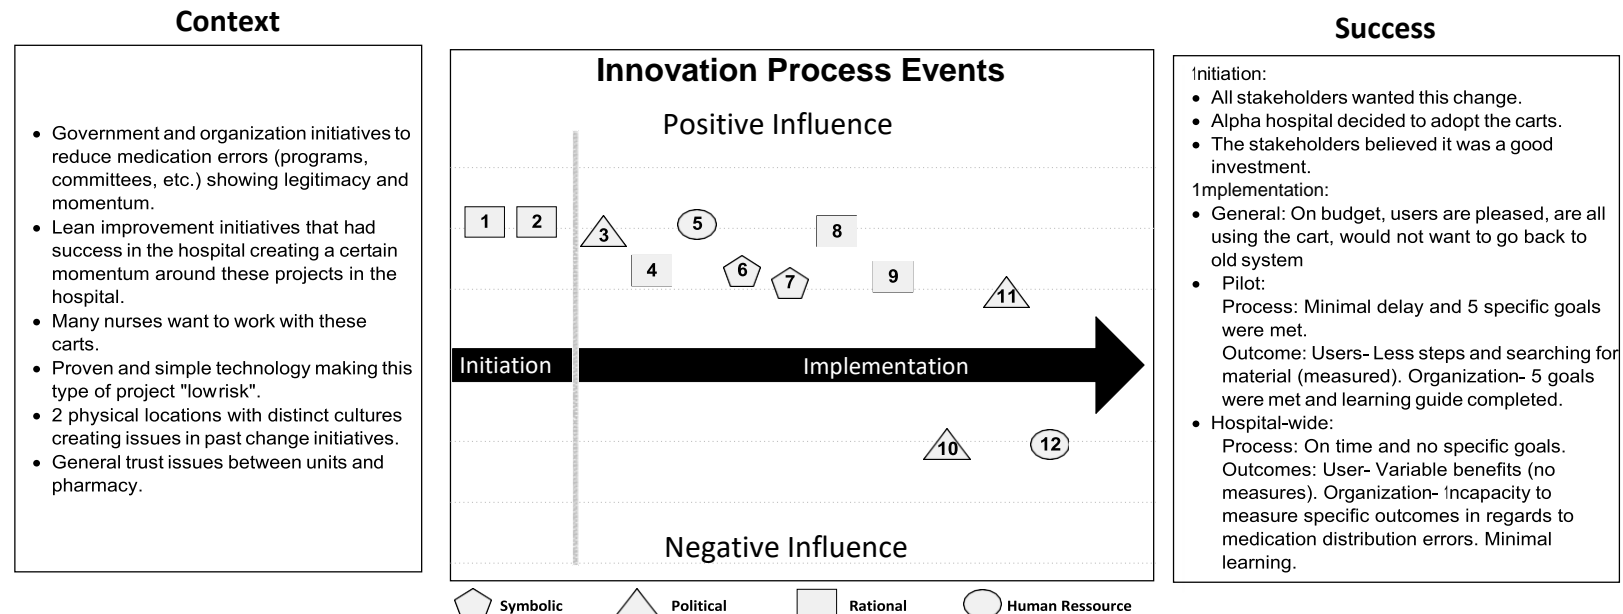 Context
• Government and organization initiatives to
reduce medication errors (programs,
committees, etc.) showing legitimacy and
momentum.
• Lean improvement initiatives that had
success in the hospital creating a certain
momentum around these projects in the
hospital.
• Many nurses want to work with these
carts.
• Proven and simple technology making this
type of project "lowrisk".
• 2 physical locations with distinct cultures
creating issues in past change initiatives.
• General trust issues between units and
pharmacy.
Innovation Process Events
Positive Influence
1 2 3 4 5 6 7 8 9 11
Initiation Implementation
10 12
Negative Influence
Symbolic Political Rational Human Ressource
Success
1nitiation:
• All stakeholders wanted this change.
• Alpha hospital decided to adopt the carts.
• The stakeholders believed it was a good
investment.
1mplementation:
• General: On budget, users are pleased, are all
using the cart, would not want to go back to
old system
• Pilot:
Process: Minimal delay and 5 specific goals
were met.
Outcome: Users- Less steps and searching for
material (measured). Organization- 5 goals
were met and learning guide completed.
• Hospital-wide:
Process: On time and no specific goals.
Outcomes: User- Variable benefits (no
measures). Organization- 1ncapacity to
measure specific outcomes in regards to
medication distribution errors. Minimal
learning.